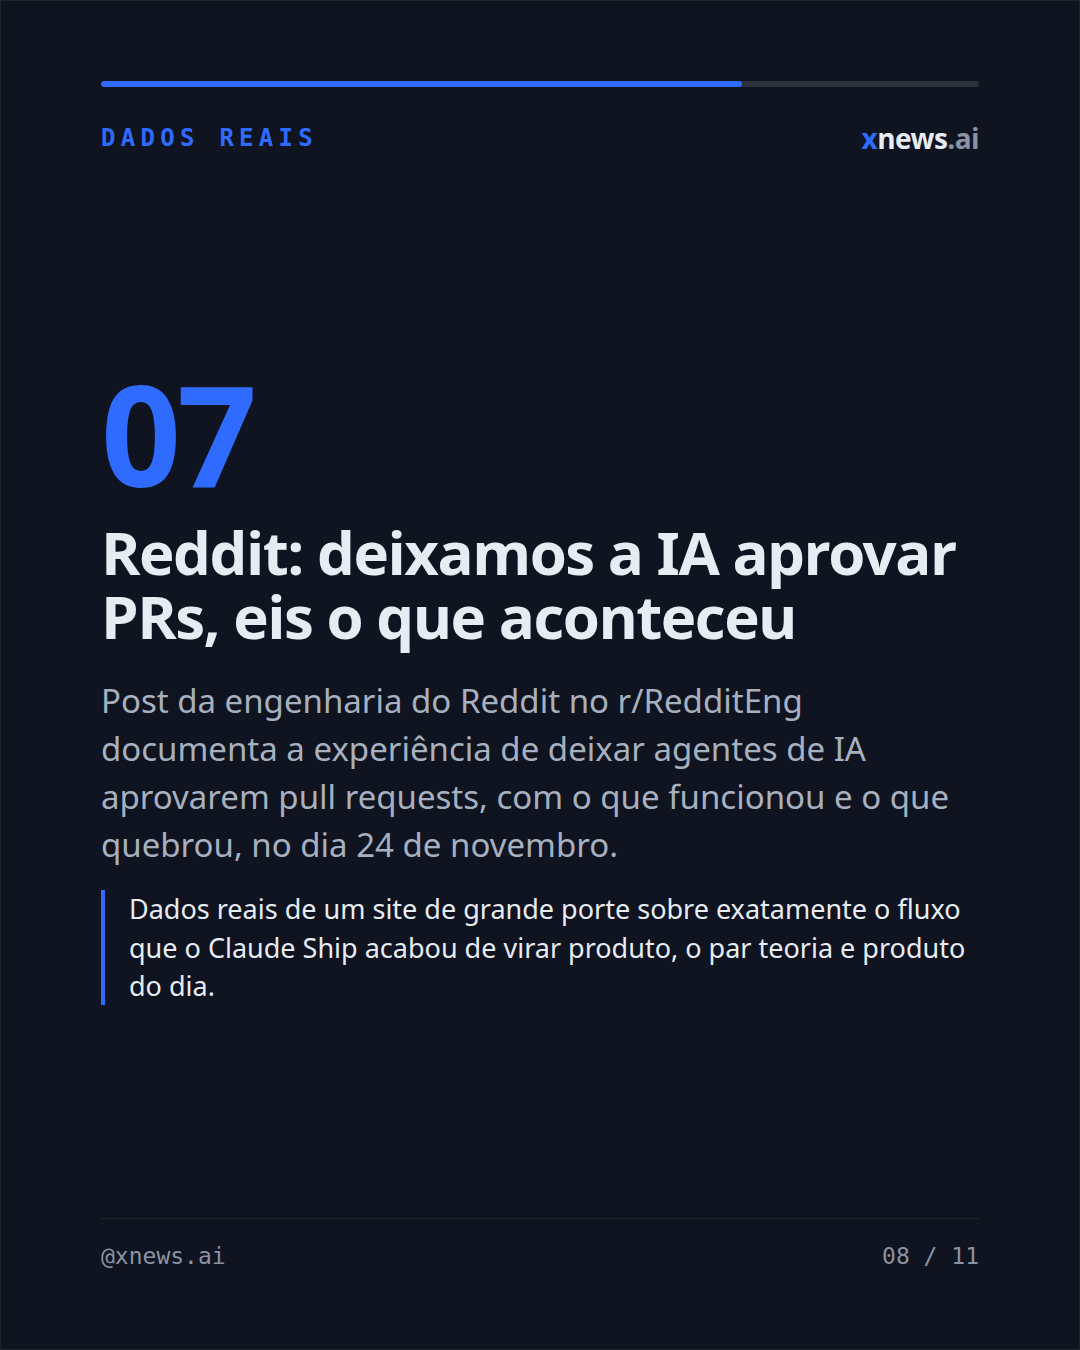 DADOS REAIS
xnews.ai
07
Reddit: deixamos a IA aprovar
PRs, eis o que aconteceu
Post da engenharia do Reddit no r/RedditEng
documenta a experiência de deixar agentes de IA
aprovarem pull requests, com o que funcionou e o que
quebrou, no dia 24 de novembro.
Dados reais de um site de grande porte sobre exatamente o fluxo
que o Claude Ship acabou de virar produto, o par teoria e produto
do dia.
@xnews.ai
08 / 11